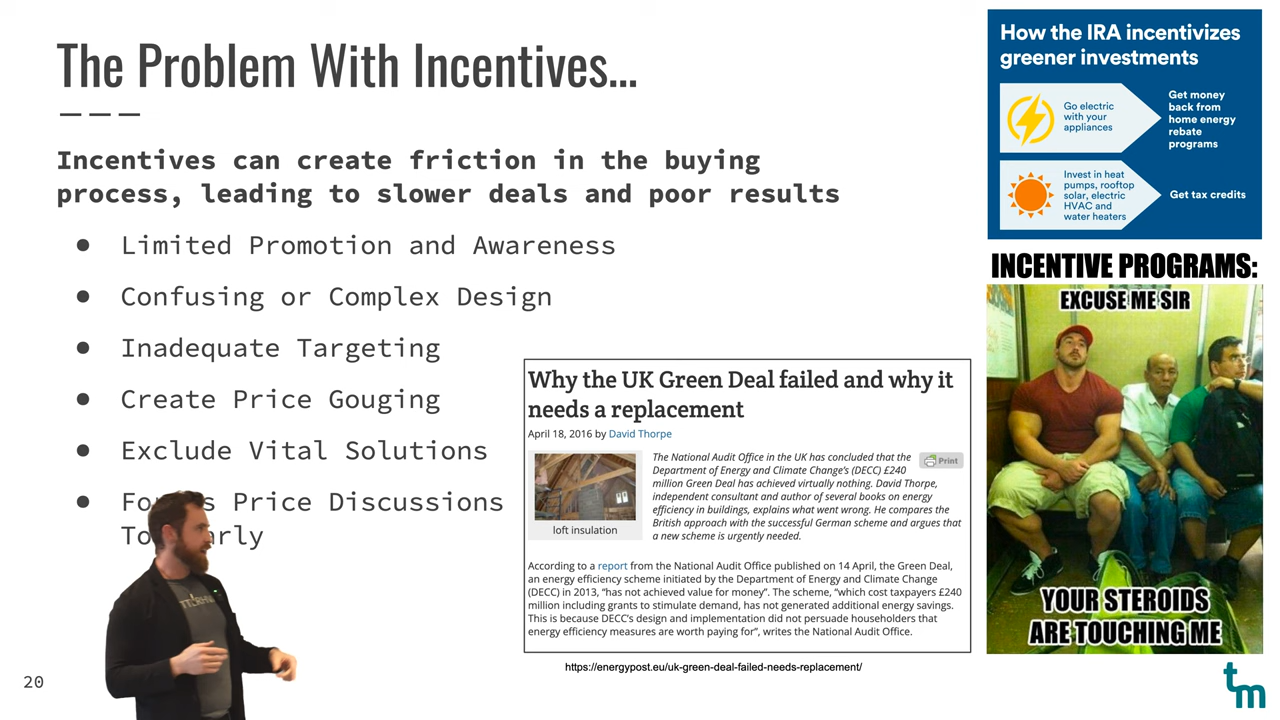 The Problem With Incentives...
Incentives can create friction in the buying
process, leading to slower deals and poor results
● Limited Promotion and Awareness
● Confusing or Complex Design
● Inadequate Targeting
● Create Price Gouging
● Exclude Vital Solutions
● Price Discussions
20
Why the UK Green Deal failed and why it
needs a replacement
April 18, 2016 by David Thorpe
loft insulation
Print
The National Audit Office in the UK has concluded that the
Department of Energy and Climate Change's (DECC) £240
million Green Deal has achieved virtually nothing. David Thorpe,
independent consultant and author of several books on energy
efficiency in buildings, explains what went wrong. He compares the
British approach with the successful German scheme and argues that
a new scheme is urgently needed.
According to a report from the National Audit Office published on 14 April, the Green Deal,
an energy efficiency scheme initiated by the Department of Energy and Climate Change
(DECC) in 2013, "has not achieved value for money". The scheme, "which cost taxpayers £240
million including grants to stimulate demand, has not generated additional energy savings.
This is because DECC's design and implementation did not persuade householders that
energy efficiency measures are worth paying for", writes the National Audit Office.
https://energypost.eu/uk-green-deal-failed-needs-replacement/
How the IRA incentivizes
greener investments
Go electric
with your
appliances
Get money
back from
home energy
rebate
programs
Invest in heat
pumps, rooftop
solar, electric
HVAC and
water heaters
Get tax credits
INCENTIVE PROGRAMS:
EXCUSE ME SIR
YOUR STEROIDS
ARE TOUCHING ME
tm